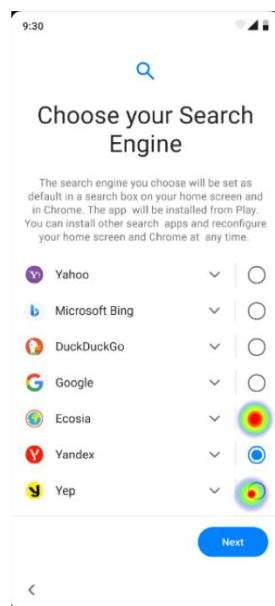 9:30
Choose your Search
Engine
The search engine you choose will be set as
default in a search box on your home screen and
in Chrome. The app will be installed from Play.
You can install other search apps and reconfigure
your home screen and Chrome at any time.
Yahoo
Microsoft Bing
DuckDuckGo
Google
Ecosia
Yandex
Yep
Next